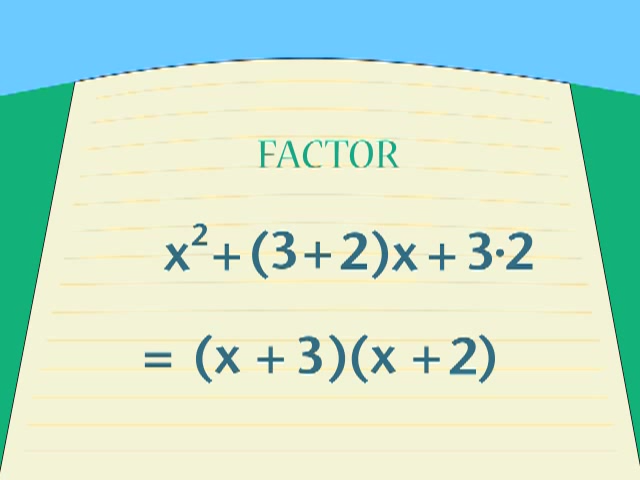 FACTOR
x²+(3+2)x+3·2
= (x+3)(x+2)